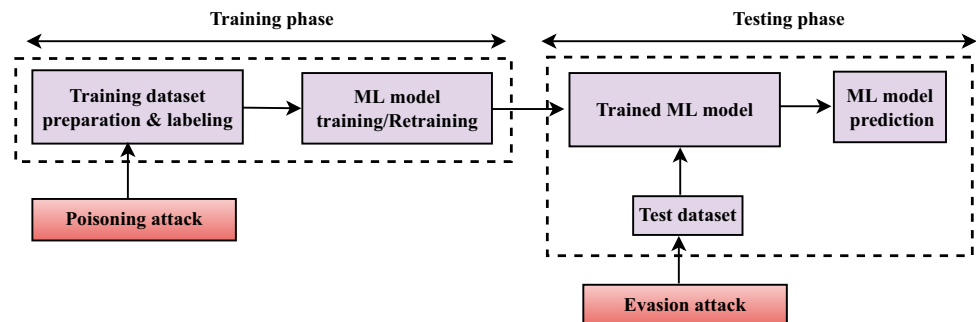 Training phase
Testing phase
Training dataset
preparation & labeling
ML model
training/Retraining
Trained ML model
ML model
prediction
Poisoning attack
Test dataset
Evasion attack